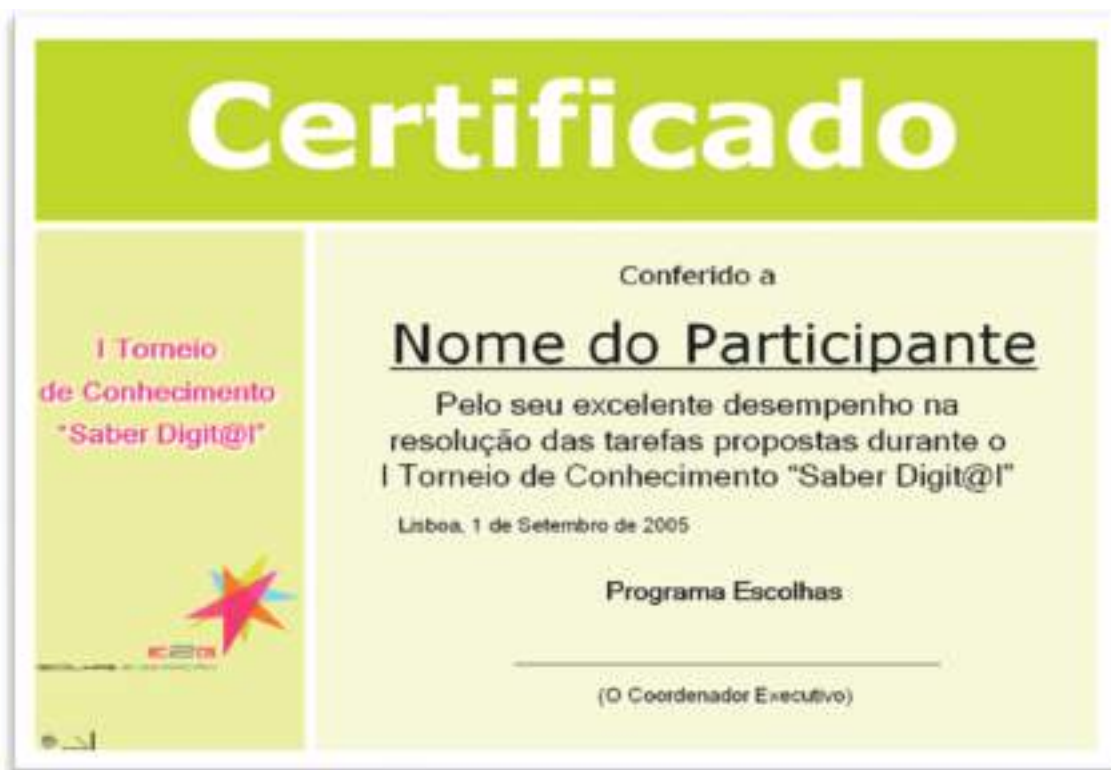 Certificado
I Torneio
de Conhecimento
"Saber Digit@l"
Conferido a
Nome do Participante
Pelo seu excelente desempenho na
resolução das tarefas propostas durante o
I Torneio de Conhecimento "Saber Digit@l"
Lisboa, 1 de Setembro de 2005
Programa Escolhas
(O Coordenador Executivo)
E2G